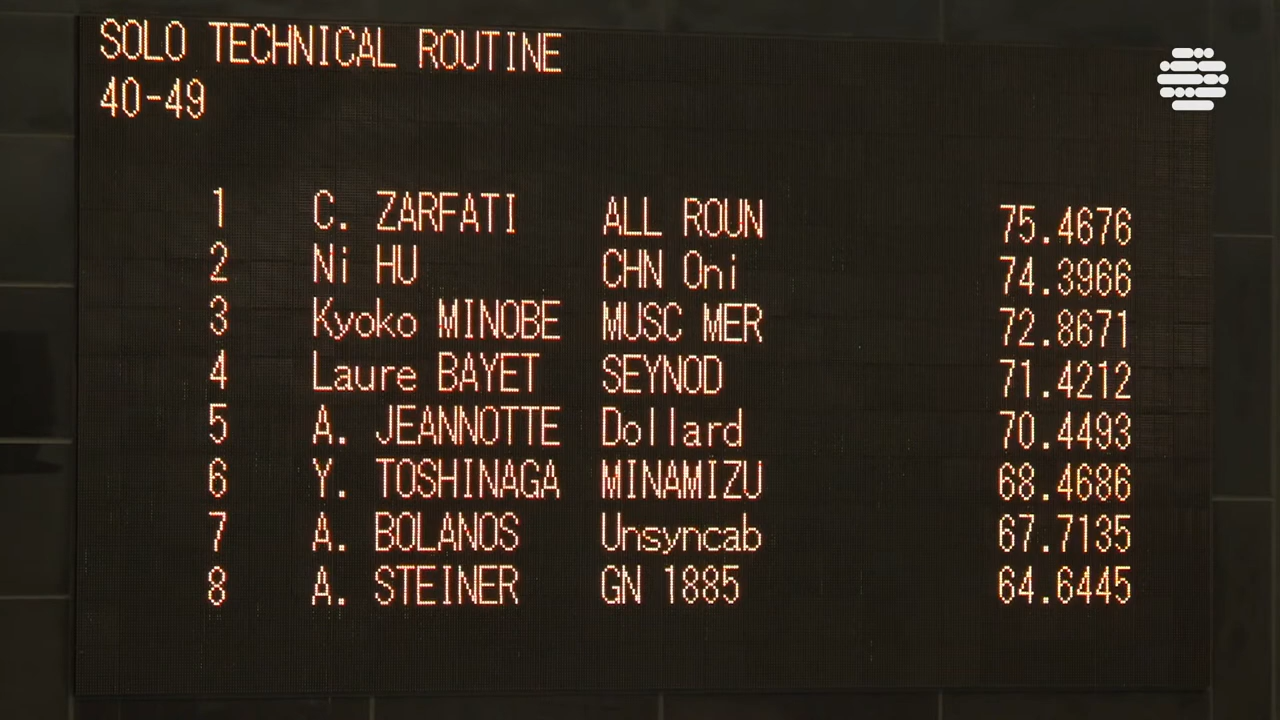 SOLO TECHNICAL ROUTINE
40-49
1 C. ZARFATI ALL ROUN 75.4676
2 Ni HU CHN Oni 74.3966
3 Kyoko MINOBE MUSC MER 72.8671
4 Laure BAYET SEYNOD 71.4212
5 A. JEANNOTTE Dollard 70.4493
6 Y. TOSHINAGA MINAMIZU 68.4686
7 A. BOLANOS Unsyncab 67.7135
8 A. STEINER GN 1885 64.6445